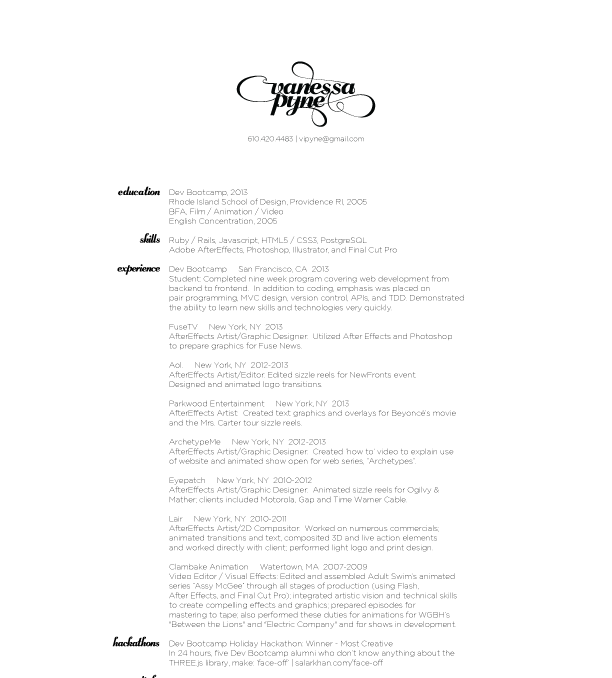 vanessa
pyne
610.420.4483 | vipyne@gmail.com
education Dev Bootcamp, 2013
Rhode Island School of Design, Providence RI, 2005
BFA, Film / Animation / Video
English Concentration, 2005
skills Ruby / Rails, Javascript, HTML5 / CSS3, PostgreSQL
Adobe AfterEffects, Photoshop, Illustrator, and Final Cut Pro
experience Dev Bootcamp San Francisco, CA 2013
Student: Completed nine week program covering web development from
backend to frontend. In addition to coding, emphasis was placed on
pair programming, MVC design, version control, APIs, and TDD. Demonstrated
the ability to learn new skills and technologies very quickly.
FuseTV New York, NY 2013
AfterEffects Artist/Graphic Designer: Utilized After Effects and Photoshop
to prepare graphics for Fuse News.
Aol. New York, NY 2012-2013
AfterEffects Artist/Editor: Edited sizzle reels for NewFronts event.
Designed and animated logo transitions.
Parkwood Entertainment New York, NY 2013
AfterEffects Artist: Created text graphics and overlays for Beyoncé's movie
and the Mrs. Carter tour sizzle reels.
ArchetypeMe New York, NY 2012-2013
AfterEffects Artist/Graphic Designer: Created 'how to' video to explain use
of website and animated show open for web series, "Archetypes".
Eyepatch New York, NY 2010-2012
AfterEffects Artist/Graphic Designer: Animated sizzle reels for Ogilvy &
Mather; clients included Motorola, Gap and Time Warner Cable.
Lair New York, NY 2010-2011
AfterEffects Artist/2D Compositor: Worked on numerous commercials;
animated transitions and text; composited 3D and live action elements
and worked directly with client; performed light logo and print design.
Clambake Animation Watertown, MA 2007-2009
Video Editor / Visual Effects: Edited and assembled Adult Swim's animated
series "Assy McGee" through all stages of production (using Flash,
After Effects, and Final Cut Pro); integrated artistic vision and technical skills
to create compelling effects and graphics; prepared episodes for
mastering to tape; also performed these duties for animations for WGBH's
"Between the Lions" and "Electric Company" and for shows in development.
hackathons Dev Bootcamp Holiday Hackathon: Winner - Most Creative
In 24 hours, five Dev Bootcamp alumni who don't know anything about the
THREE.js library, make: 'face-off' | salarkhan.com/face-off